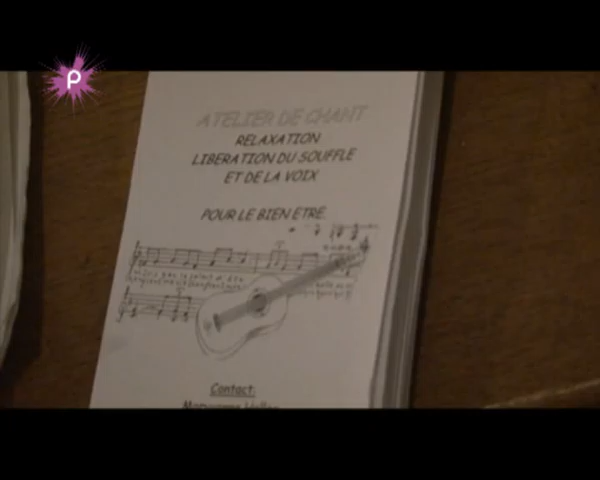 P
ATELIER DE CHANT
RELAXATION
LIBERATION DU SOUFFLE
ET DE LA VOIX
POUR LE BIEN ETRE.
Contact: